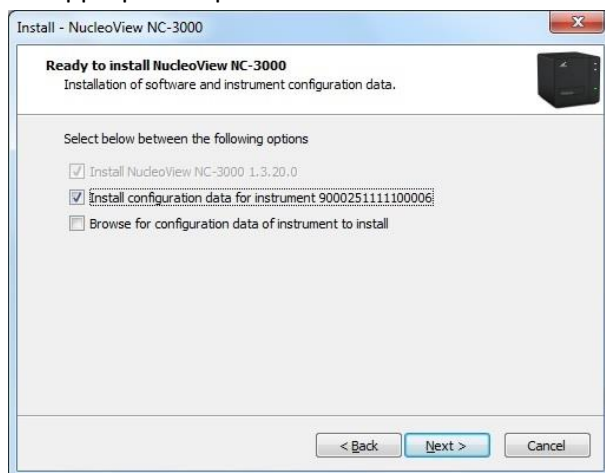 Install - NucleoView NC-3000
Ready to install NucleoView NC-3000
Installation of software and instrument configuration data.
Select below between the following options
Install NucleoView NC-3000 1.3.20.0
Install configuration data for instrument 9000251111100006
Browse for configuration data of instrument to install
< Back
Next >
Cancel